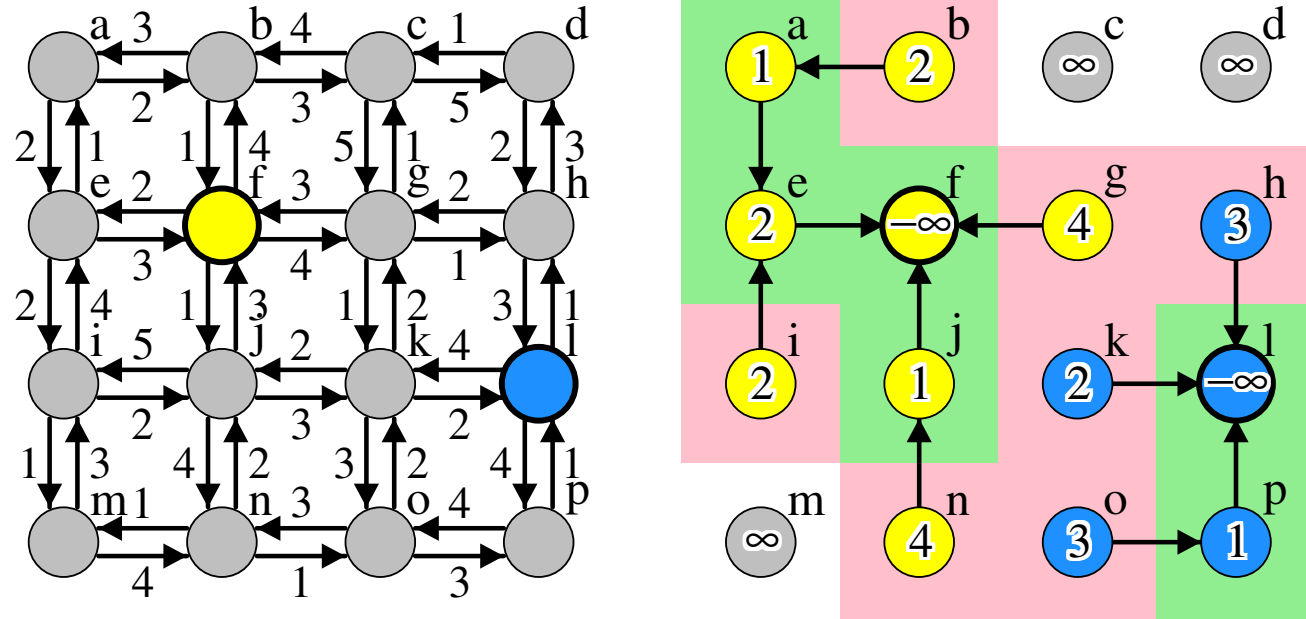 a 3 b 4 c 1 d
2 3 5
2 1 1 4 5 1 2 3
e 2 f 3 g 2 h
3 4 1
2 4 1 3 1 2 3 1
i 5 j 2 k 4 l
2 3 2
1 3 4 2 3 2 4 1
m 1 n 3 o 4 p
4 1 3
a b c d
1 2 ∞ ∞
e f g h
2 −∞ 4 3
i j k l
2 1 2 −∞
m n o p
∞ 4 3 1